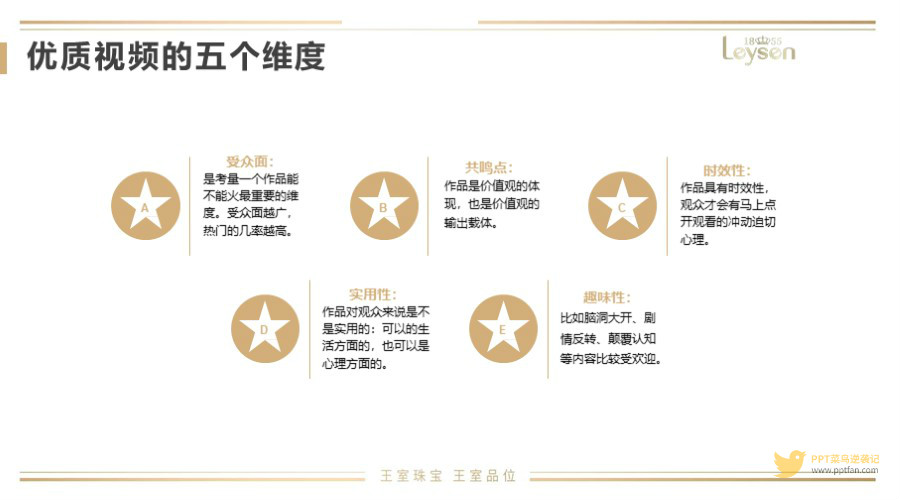 优质视频的五个维度
1855
Leysen
受众面：
是考量一个作品能
不能火最重要的维
度。受众面越广，
热门的几率越高。
A
共鸣点：
作品是价值观的体
现，也是价值观的
输出载体。
B
时效性：
作品具有时效性，
观众才会有马上点
开观看的冲动迫切
心理。
C
实用性：
作品对观众来说是不
是实用的：可以的生
活方面的，也可以是
心理方面的。
D
趣味性：
比如脑洞大开、剧
情反转、颠覆认知
等内容比较受欢迎。
E
王室珠宝 王室品位
PPT菜鸟逆袭记
www.pptfan.com